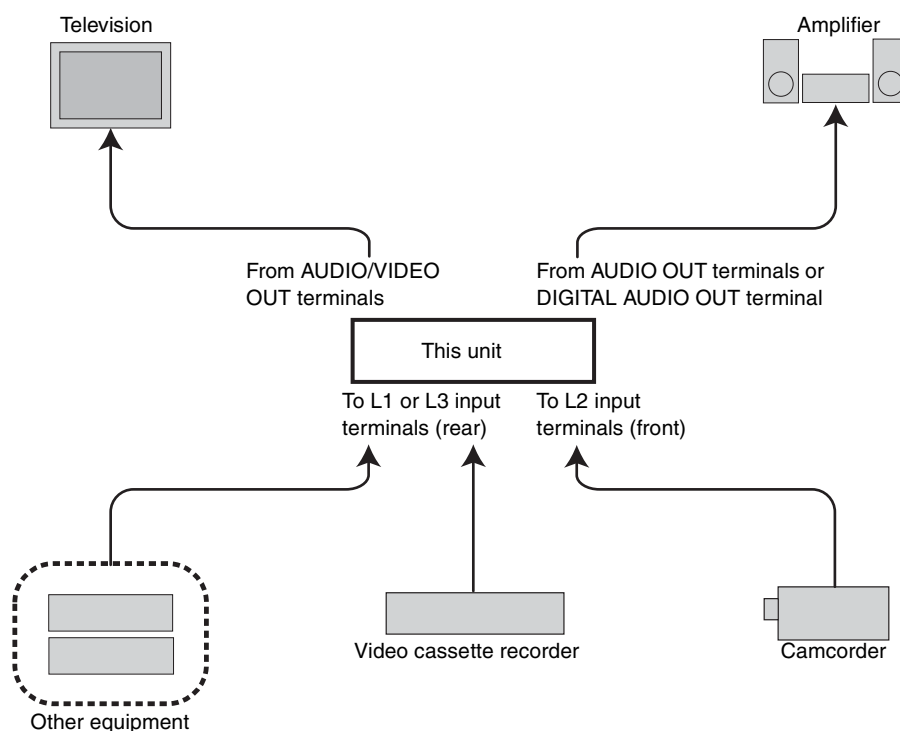 Television
Amplifier
From AUDIO/VIDEO
OUT terminals
From AUDIO OUT terminals or
DIGITAL AUDIO OUT terminal
This unit
To L1 or L3 input
terminals (rear)
To L2 input
terminals (front)
Video cassette recorder
Camcorder
Other equipment